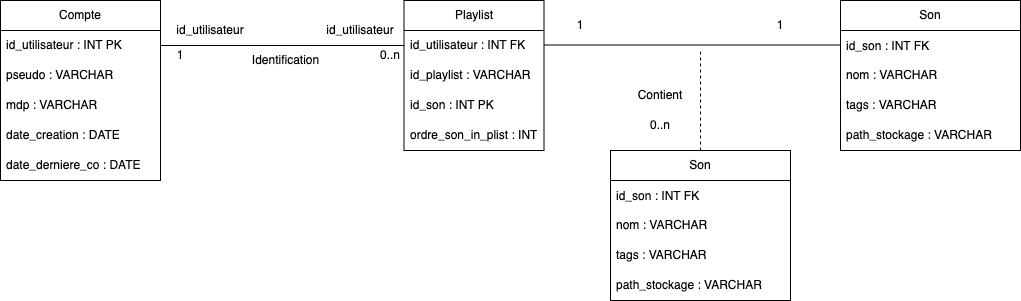 Compte
id_utilisateur : INT PK
pseudo : VARCHAR
mdp : VARCHAR
date_creation : DATE
date_derniere_co : DATE
id_utilisateur
id_utilisateur
1
Identification
0..n
Playlist
id_utilisateur : INT FK
id_playlist : VARCHAR
id_son : INT PK
ordre_son_in_plist : INT
1
1
Contient
0..n
Son
id_son : INT FK
nom : VARCHAR
tags : VARCHAR
path_stockage : VARCHAR
Son
id_son : INT FK
nom : VARCHAR
tags : VARCHAR
path_stockage : VARCHAR